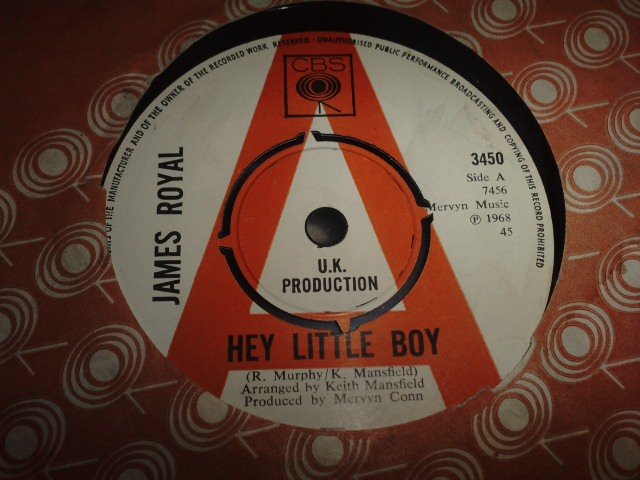 OF THE MANUFACTURER AND OF THE OWNER OF THE RECORDED WORK RESERVED - UNAUTHORISED PUBLIC PERFORMANCE BROADCASTING AND COPYING OF THIS RECORD PROHIBITED
CBS
A
JAMES ROYAL
3450
Side A
7456
Mervyn Music
℗ 1968
45
U.K.
PRODUCTION
HEY LITTLE BOY
(R. Murphy/K. Mansfield)
Arranged by Keith Mansfield
Produced by Mervyn Conn